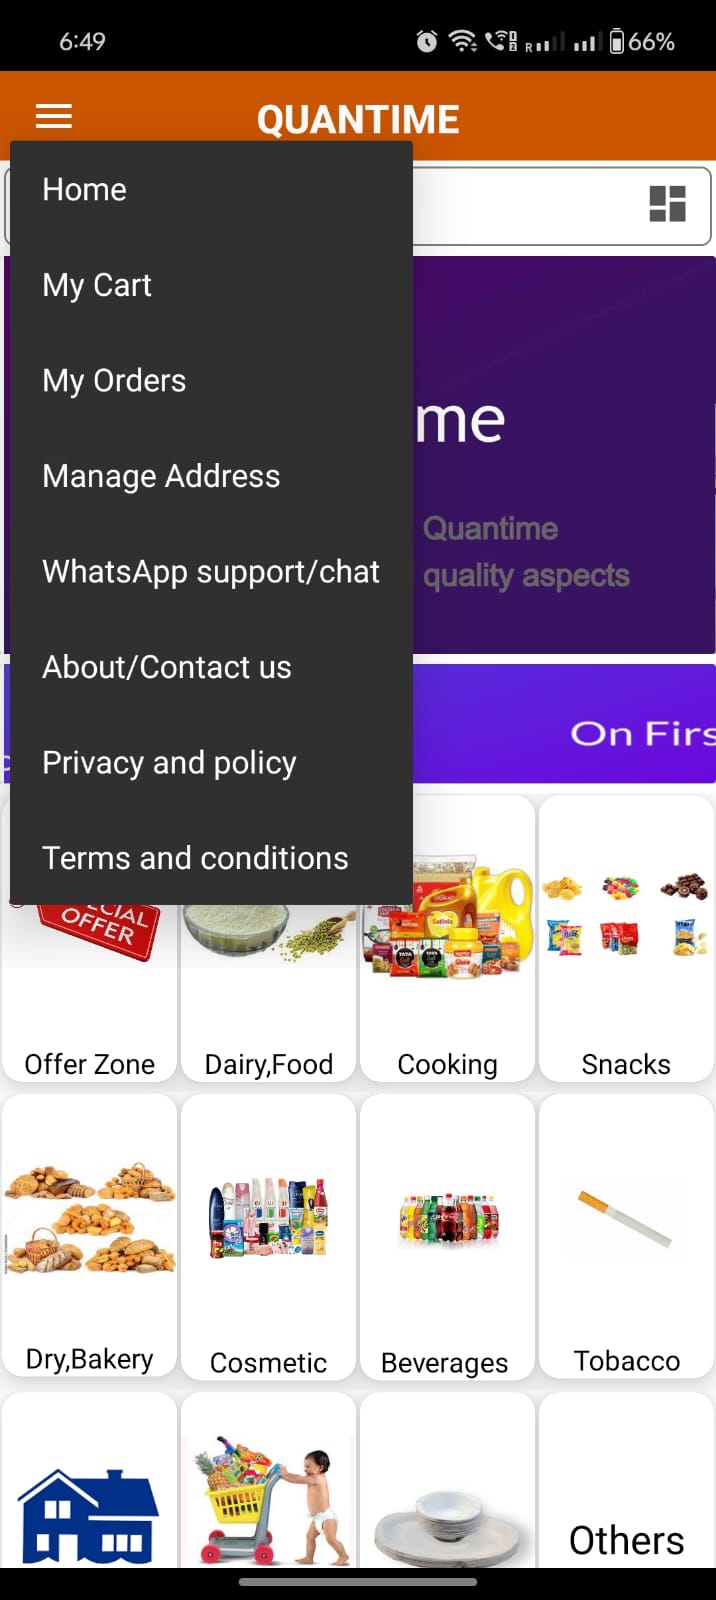 6:49
66%
QUANTIME
Home
My Cart
My Orders
Manage Address
WhatsApp support/chat
About/Contact us
Privacy and policy
Terms and conditions
me
Quantime
quality aspects
On Firs
OFFER
Offer Zone
Dairy,Food
Cooking
Snacks
Dry,Bakery
Cosmetic
Beverages
Tobacco
Others